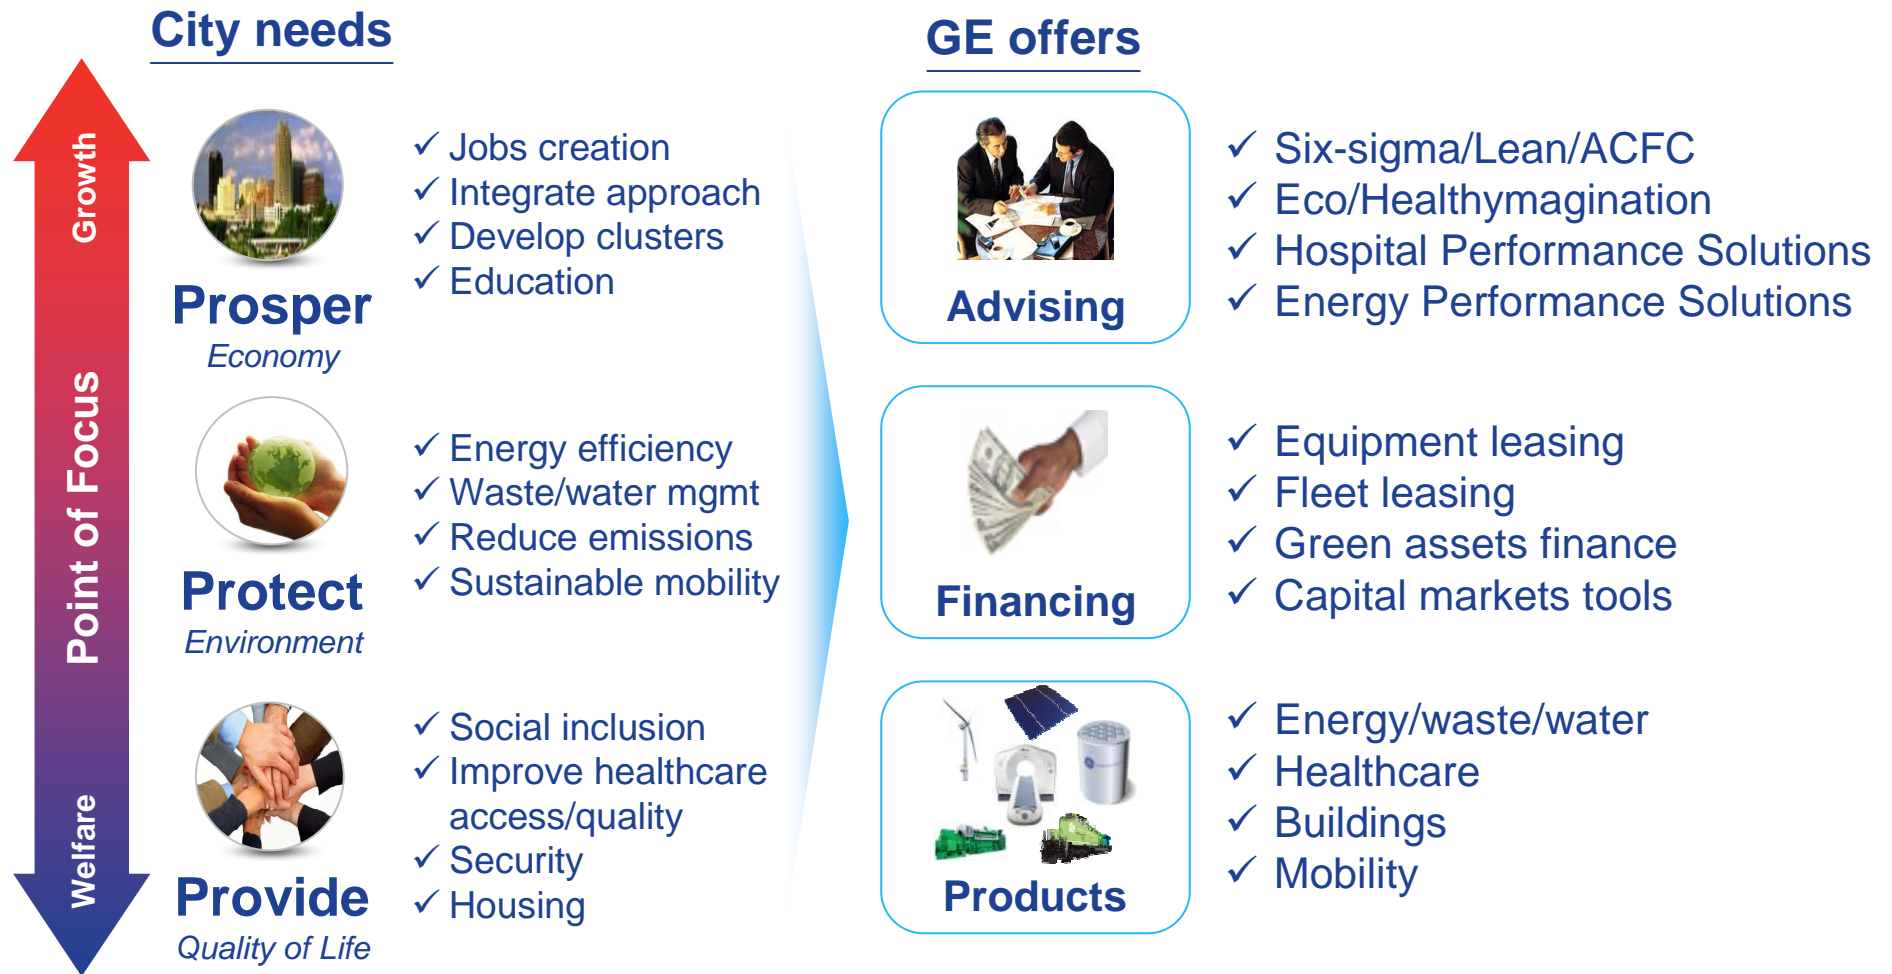 City needs
GE offers
Growth
Point of Focus
Welfare
✓ Jobs creation
✓ Integrate approach
✓ Develop clusters
✓ Education
Prosper
Economy
✓ Energy efficiency
✓ Waste/water mgmt
✓ Reduce emissions
✓ Sustainable mobility
Protect
Environment
✓ Social inclusion
✓ Improve healthcare
access/quality
✓ Security
✓ Housing
Provide
Quality of Life
Advising
✓ Six-sigma/Lean/ACFC
✓ Eco/Healthymagination
✓ Hospital Performance Solutions
✓ Energy Performance Solutions
Financing
✓ Equipment leasing
✓ Fleet leasing
✓ Green assets finance
✓ Capital markets tools
Products
✓ Energy/waste/water
✓ Healthcare
✓ Buildings
✓ Mobility